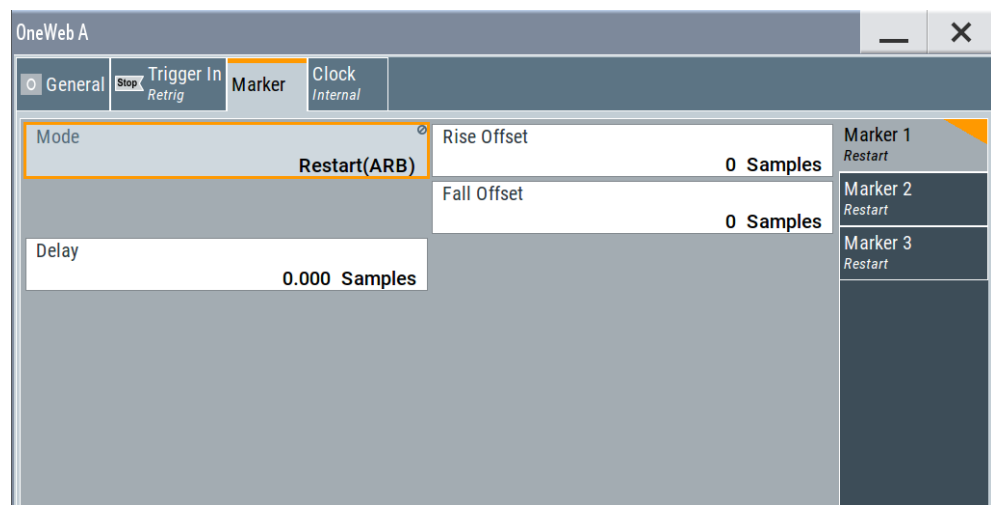 OneWeb A
General
Stop
Trigger In
Retrig
Marker
Clock
Internal
Mode
Restart(ARB)
Rise Offset
0 Samples
Fall Offset
0 Samples
Delay
0.000 Samples
Marker 1
Restart
Marker 2
Restart
Marker 3
Restart